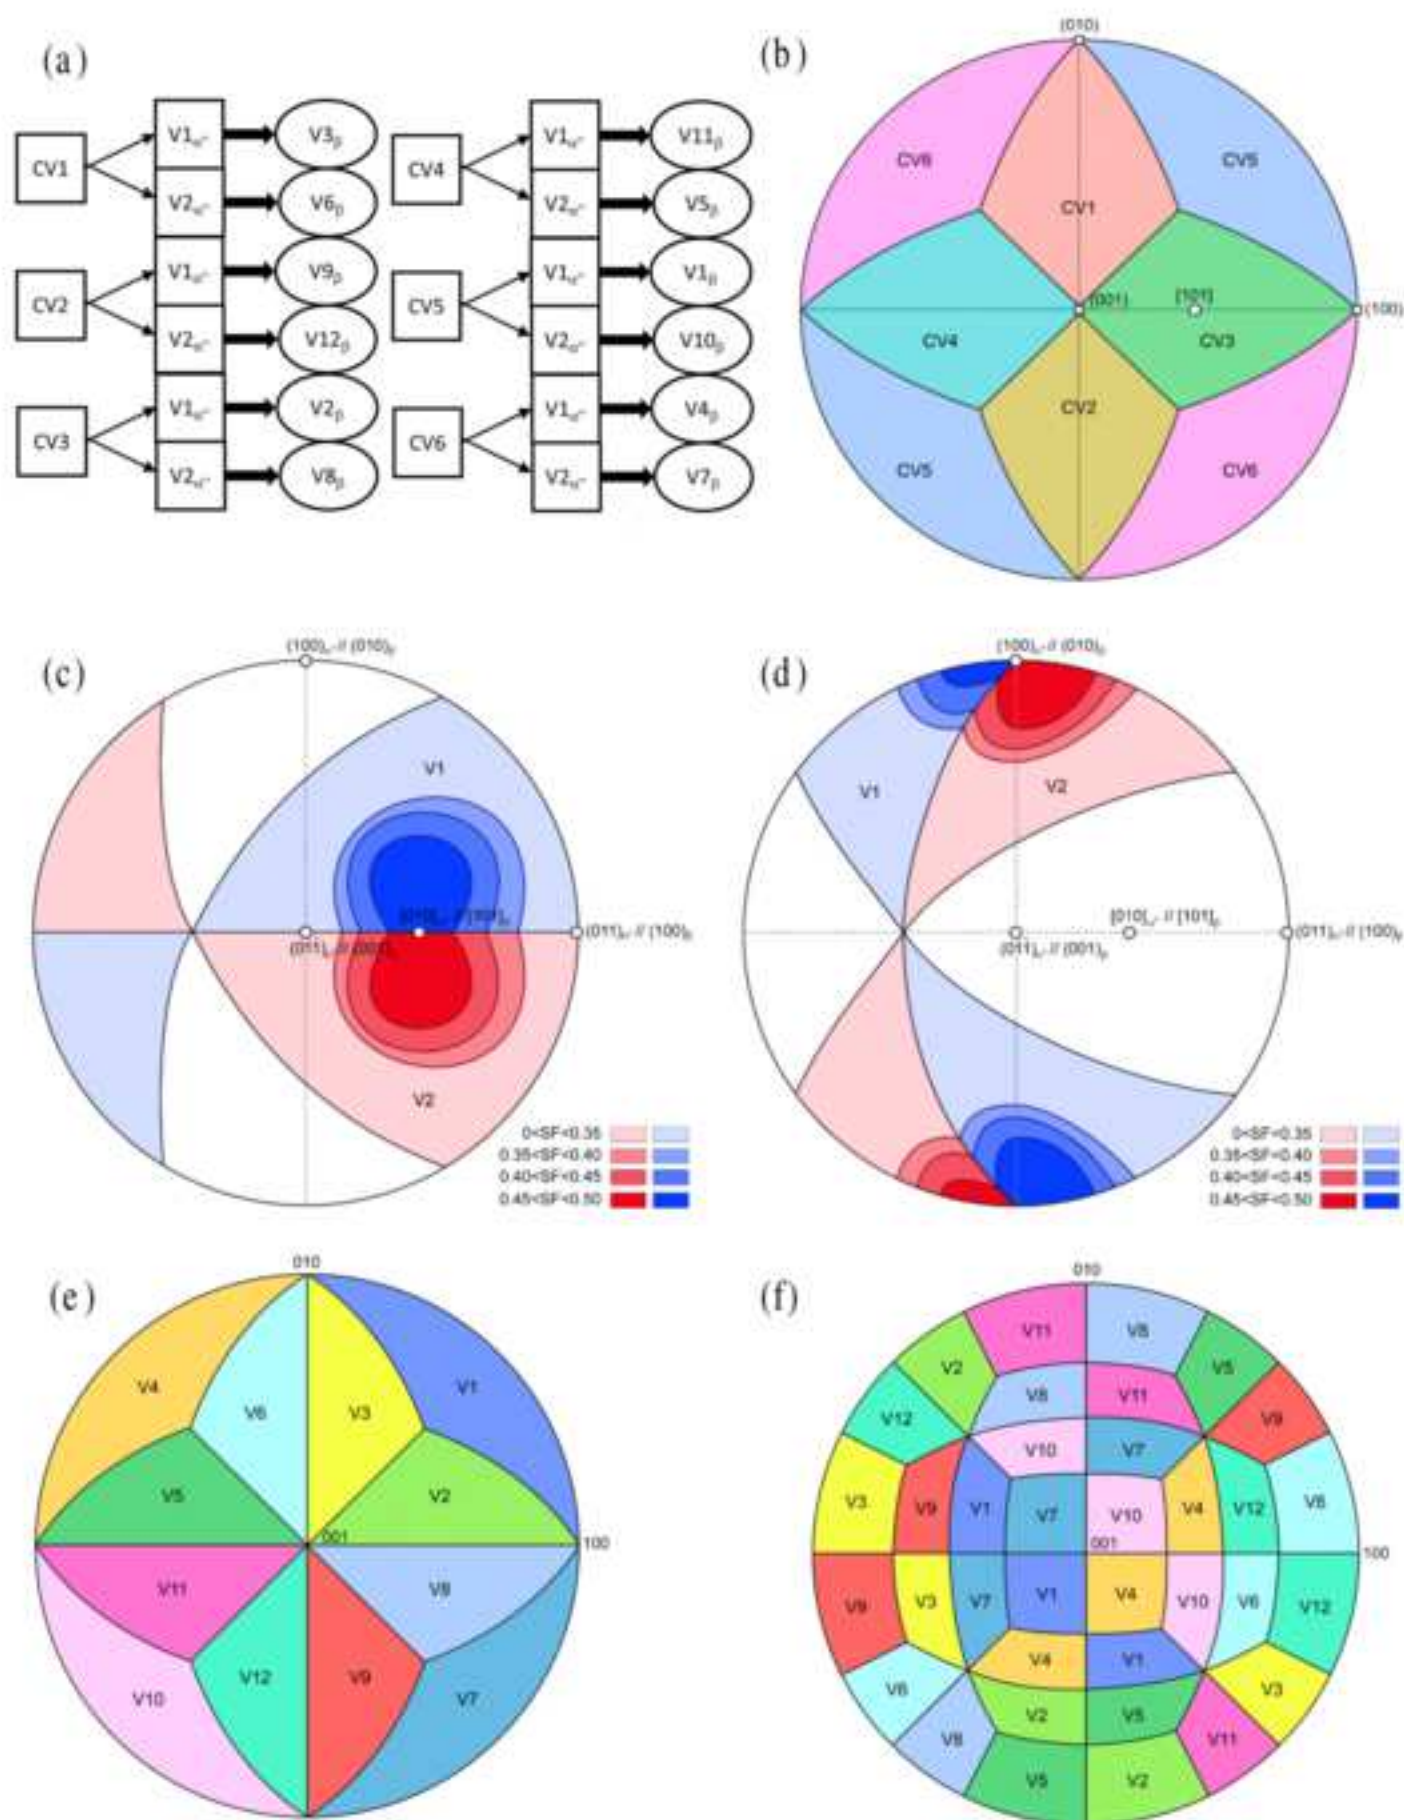 (a)
CV1
V1α''
V3β
V2α''
V6β
CV2
V1α''
V9β
V2α''
V12β
CV3
V1α''
V2β
V2α''
V8β
CV4
V1α''
V11β
V2α''
V5β
CV5
V1α''
V1β
V2α''
V10β
CV6
V1α''
V4β
V2α''
V7β
(b)
(010)
CV6
CV5
CV1
(001)
[101]
(100)
CV4
CV3
CV2
CV5
CV6
(c)
(100)α''// (010)β
V1
(011)α''// [100]β
V2
0<SF<0.35
0.35<SF<0.40
0.40<SF<0.45
0.45<SF<0.50
(d)
(100)α''// (010)β
V1
V2
[010]α''// [101]β
(011)α''// (001)β
(011)α''// [100]β
0<SF<0.35
0.35<SF<0.40
0.40<SF<0.45
0.45<SF<0.50
(e)
010
V4
V6
V3
V1
V5
V2
001
100
V11
V8
V10
V12
V9
V7
(f)
010
V11
V8
V2
V5
V8
V11
V12
V9
V10
V7
V3
V9
V1
V7
V10
V4
V12
V6
001
100
V9
V3
V7
V1
V4
V10
V6
V12
V4
V1
V6
V3
V2
V5
V8
V11
V5
V2